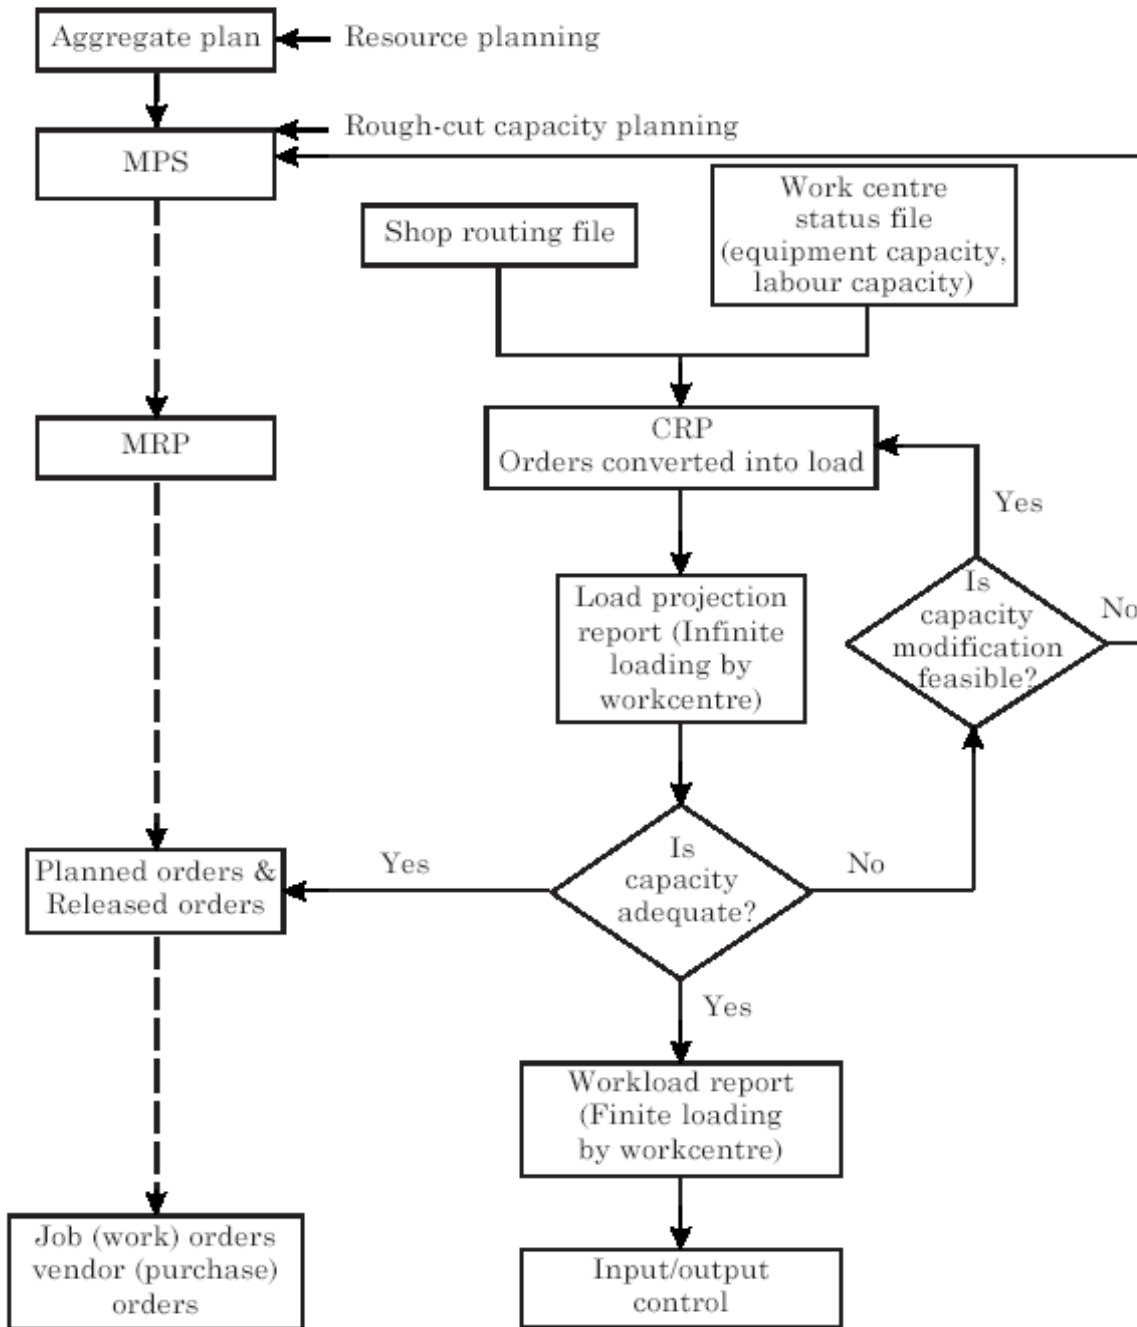 Aggregate plan
Resource planning
Rough-cut capacity planning
MPS
Work centre
status file
(equipment capacity,
labour capacity)
Shop routing file
MRP
CRP
Orders converted into load
Yes
Load projection
report (Infinite
loading by
workcentre)
Is
capacity
modification
feasible?
No
Planned orders &
Released orders
Yes
Is
capacity
adequate?
No
Yes
Workload report
(Finite loading
by workcentre)
Job (work) orders
vendor (purchase)
orders
Input/output
control